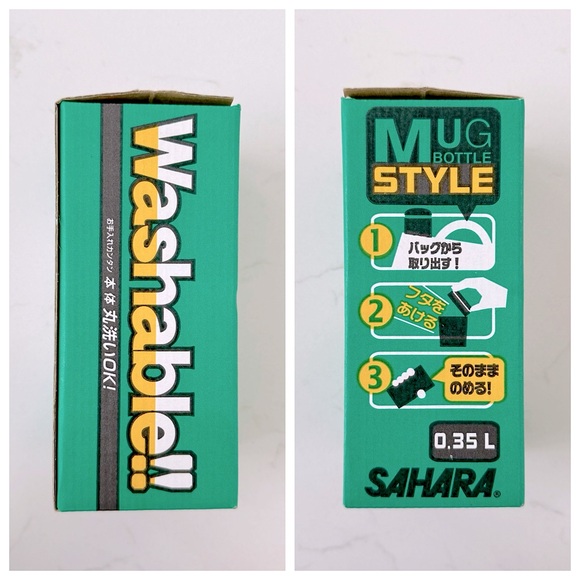 Washable!!
お手入れカンタン 本体 丸洗いOK!
MUG
BOTTLE
STYLE
1
バッグから
取り出す!
2
フタを
あける
3
そのまま
のめる!
0.35 L
SAHARA®